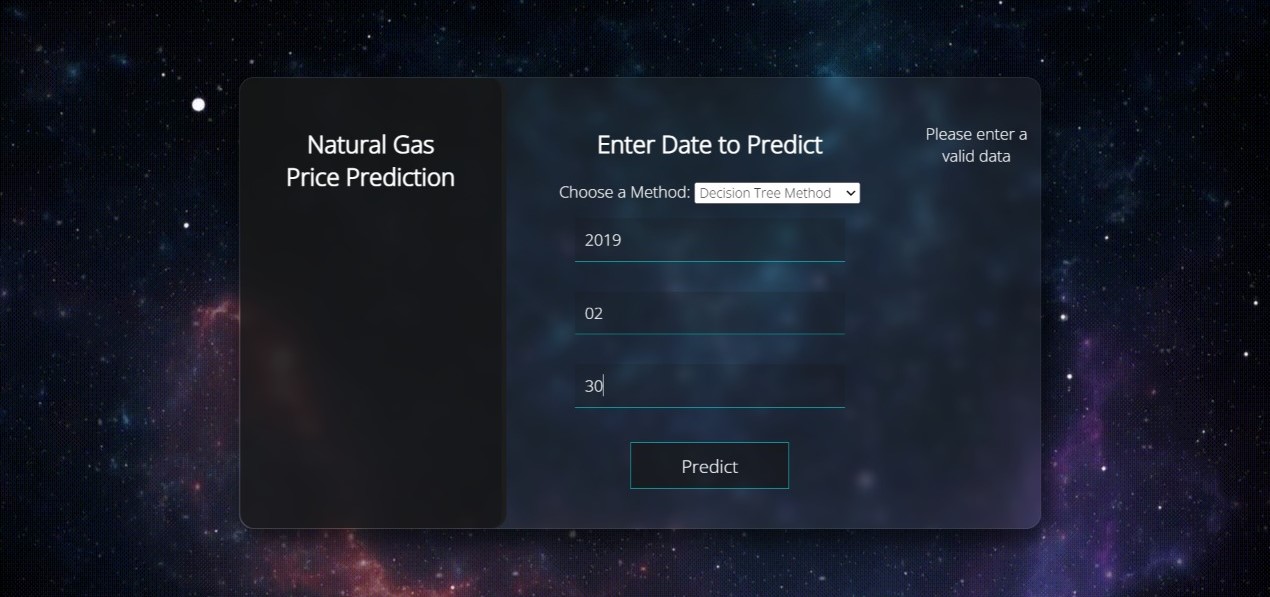 Natural Gas
Price Prediction
Enter Date to Predict
Choose a Method: Decision Tree Method
2019
02
30
Predict
Please enter a
valid data